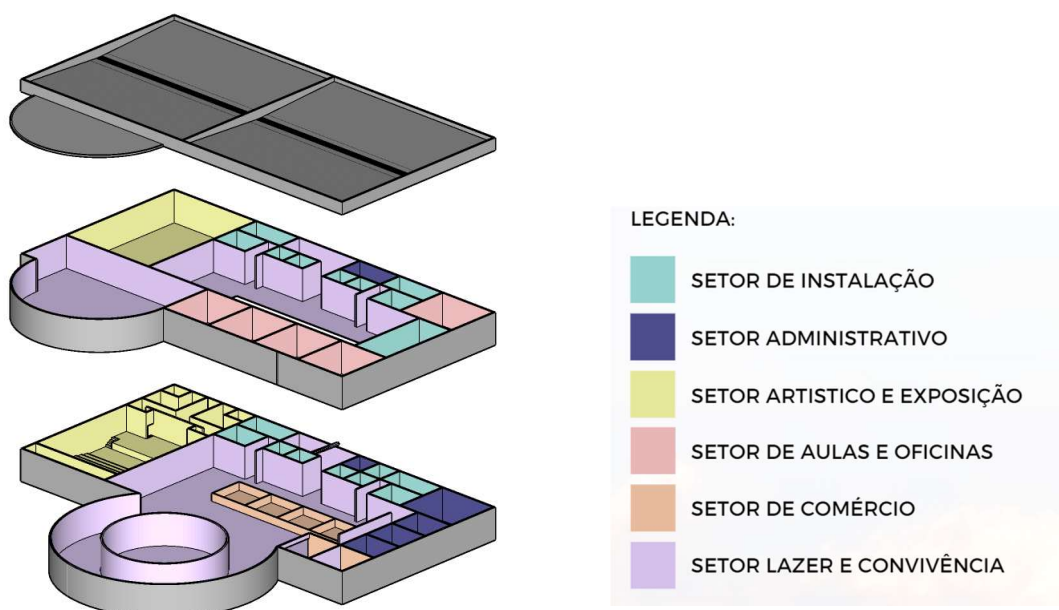 LEGENDA:
SETOR DE INSTALAÇÃO
SETOR ADMINISTRATIVO
SETOR ARTISTICO E EXPOSIÇÃO
SETOR DE AULAS E OFICINAS
SETOR DE COMÉRCIO
SETOR LAZER E CONVIVÊNCIA